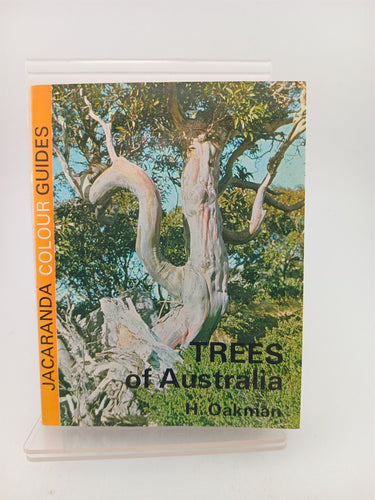 JACARANDA COLOUR GUIDES
TREES
of Australia
H. Oakman